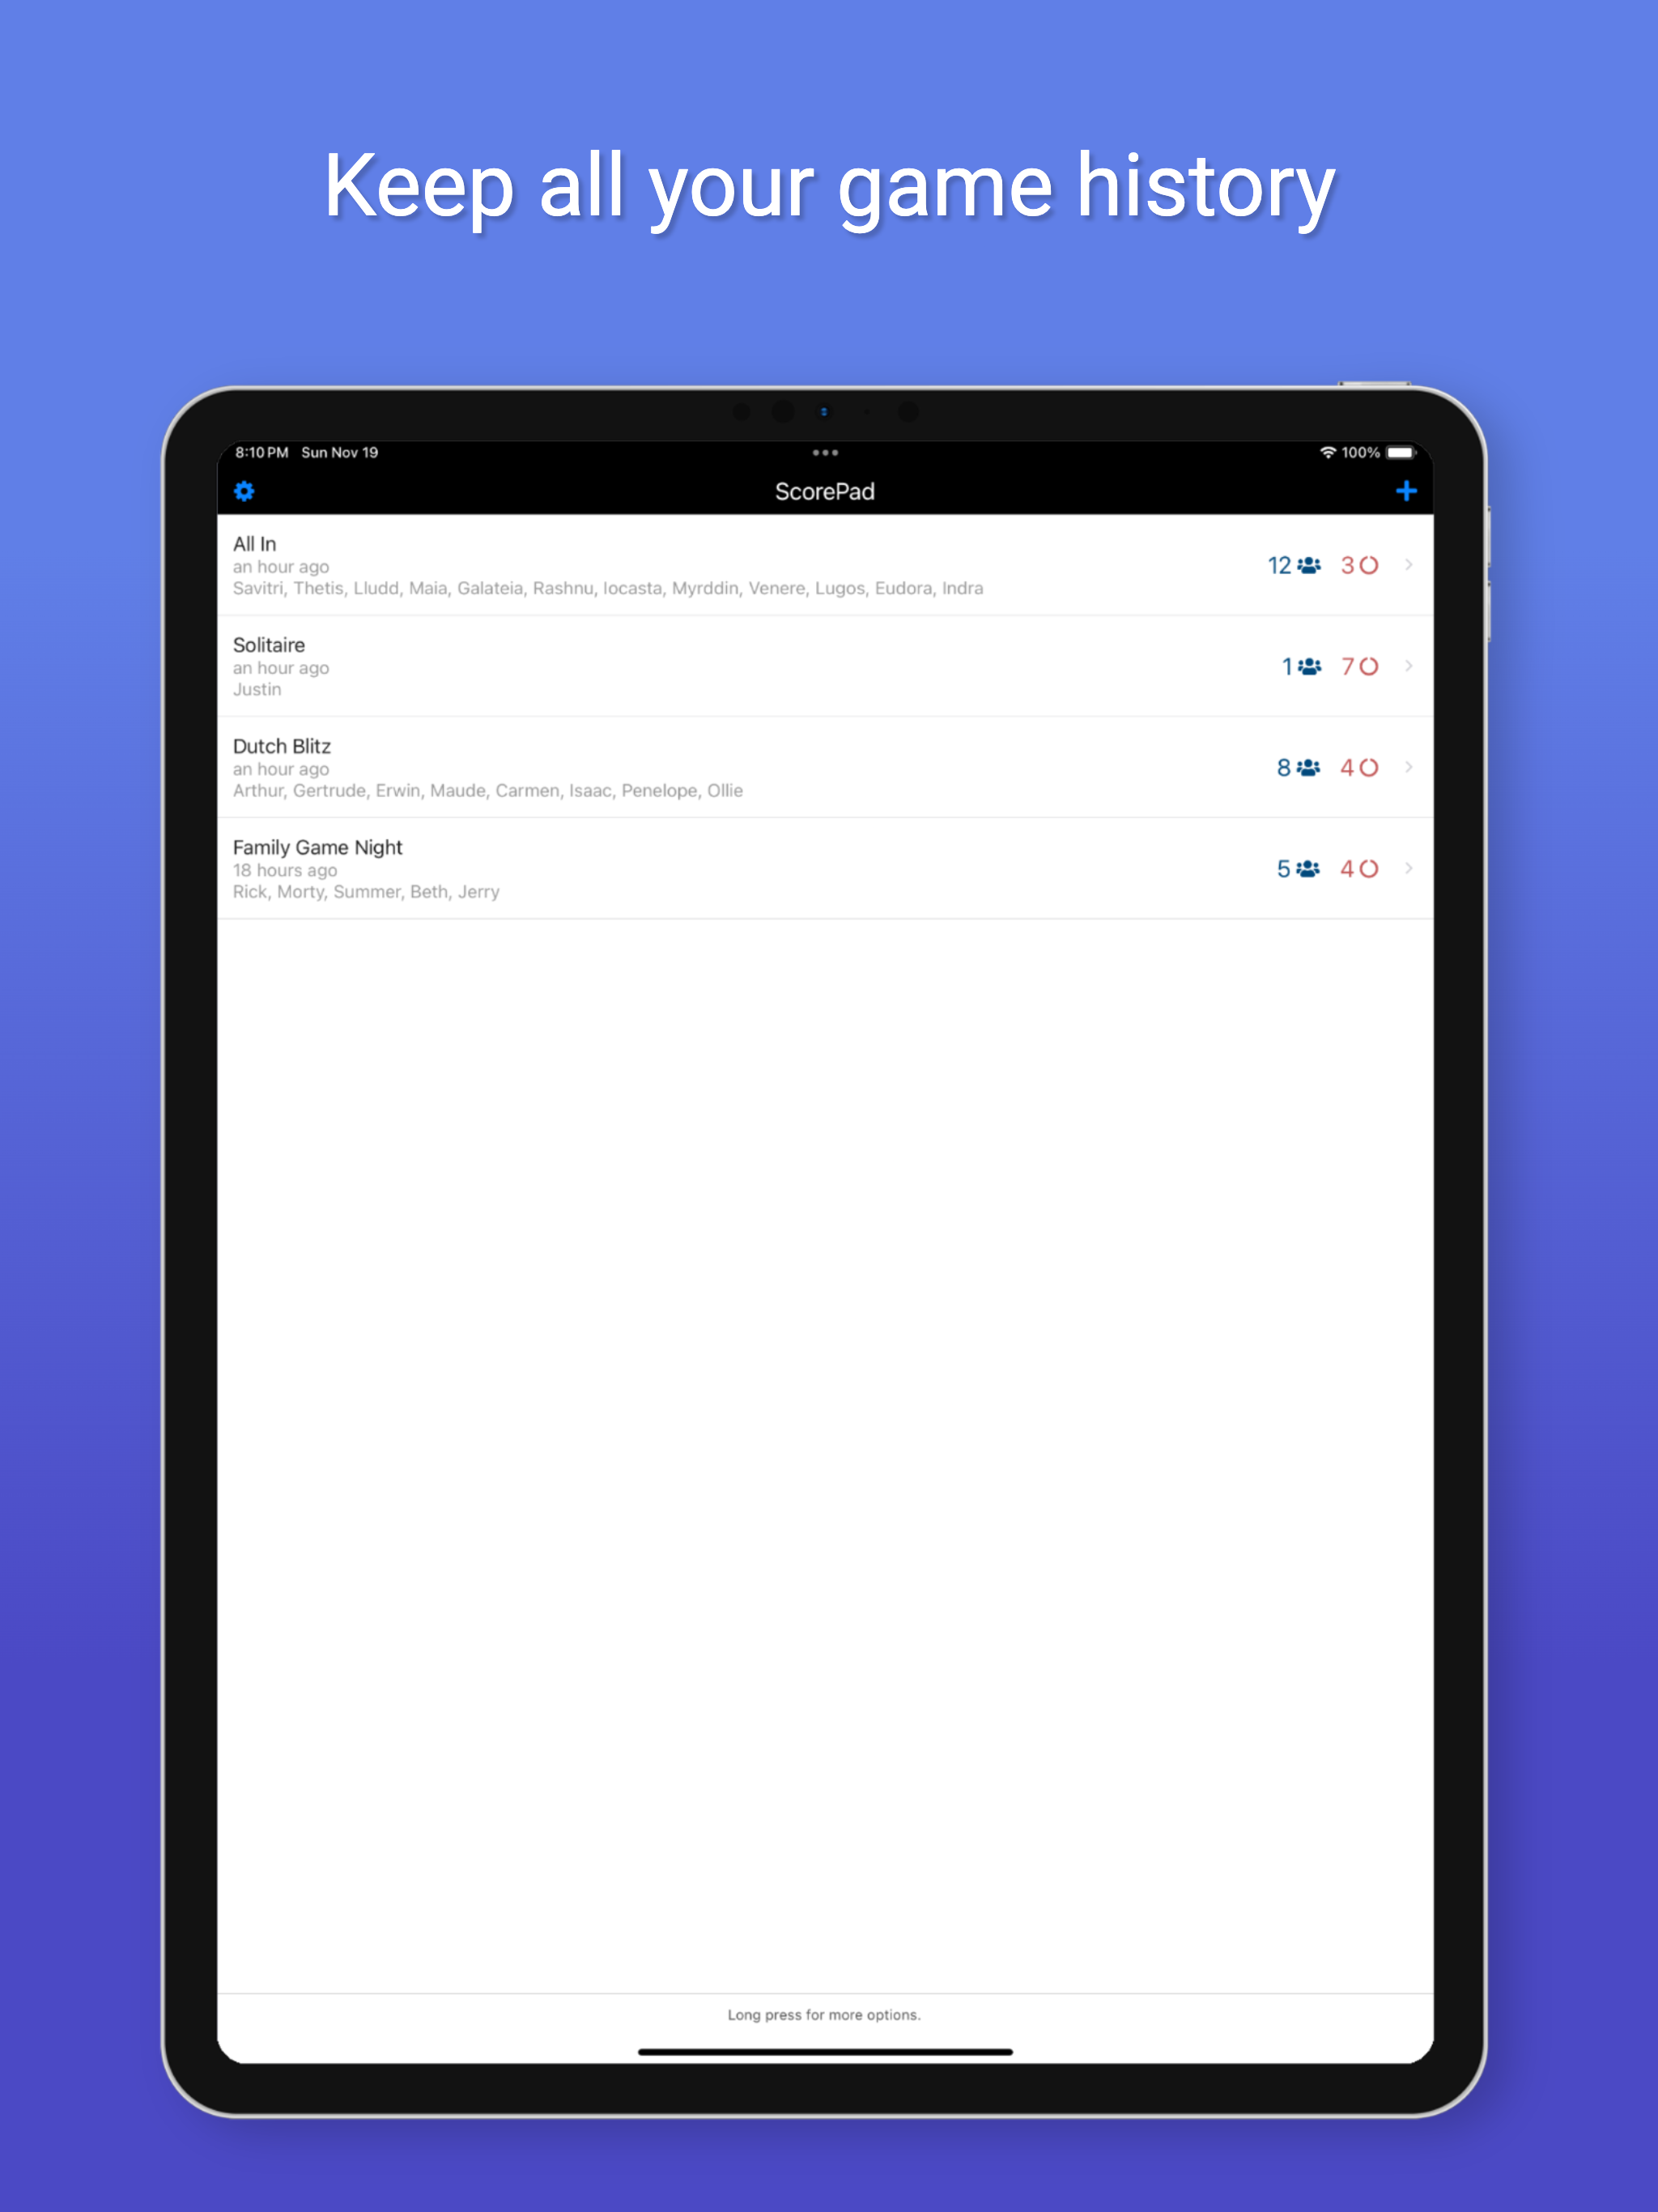 Keep all your game history
8:10 PM Sun Nov 19
100%
ScorePad
All In
an hour ago
Savitri, Thetis, Lludd, Maia, Galateia, Rashnu, Iocasta, Myrddin, Venere, Lugos, Eudora, Indra
12 3
Solitaire
an hour ago
Justin
1 7
Dutch Blitz
an hour ago
Arthur, Gertrude, Erwin, Maude, Carmen, Isaac, Penelope, Ollie
8 4
Family Game Night
18 hours ago
Rick, Morty, Summer, Beth, Jerry
5 4
Long press for more options.